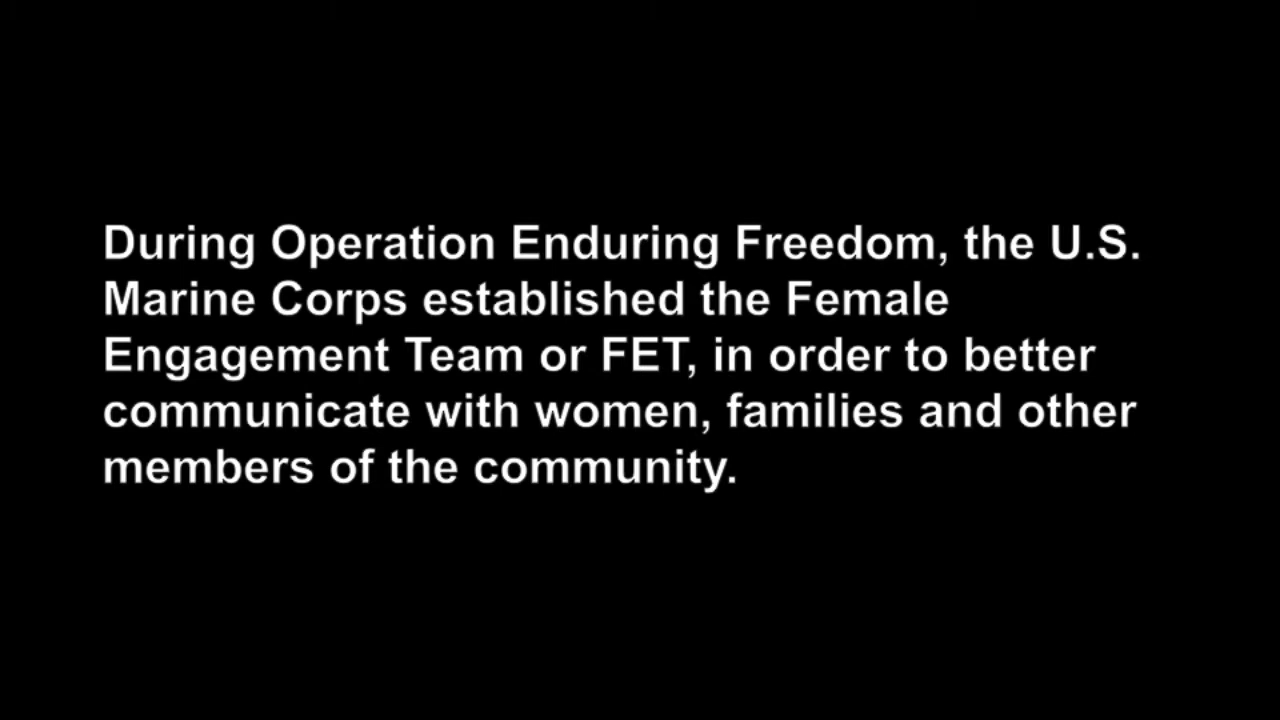 During Operation Enduring Freedom, the U.S.
Marine Corps established the Female
Engagement Team or FET, in order to better
communicate with women, families and other
members of the community.